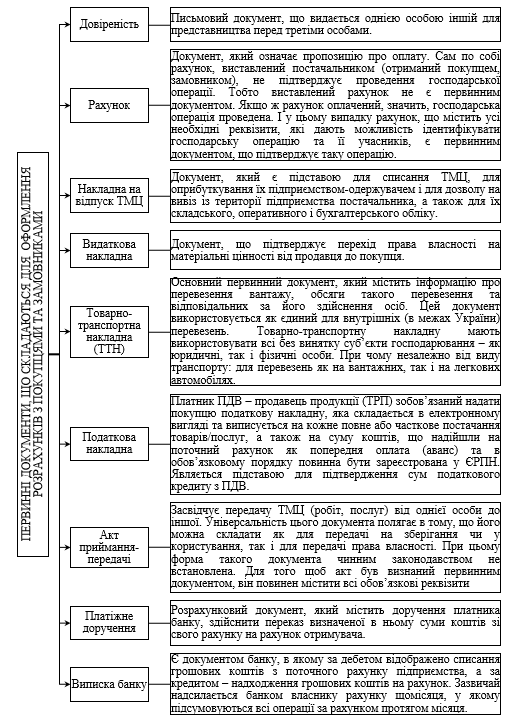 ПЕРВИННІ ДОКУМЕНТИ, ЩО СКЛАДАЮТЬСЯ ДЛЯ ОФОРМЛЕННЯ
РОЗРАХУНКІВ З ПОКУПЦЯМИ ТА ЗАМОВНИКАМИ
Довіреність
Письмовий документ, що видається однією особою іншій для
представництва перед третіми особами.
Рахунок
Документ, який означає пропозицію про оплату. Сам по собі
рахунок, виставлений постачальником (отриманий покупцем,
замовником), не підтверджує проведення господарської
операції. Тобто виставлений рахунок не є первинним
документом. Якщо ж рахунок оплачений, значить, господарська
операція проведена. І у цьому випадку рахунок, що містить усі
необхідні реквізити, які дають можливість ідентифікувати
господарську операцію та її учасників, є первинним
документом, що підтверджує таку операцію.
Накладна на
відпуск ТМЦ
Документ, який є підставою для списання ТМЦ, для
оприбуткування їх підприємством-одержувачем і для дозволу на
вивіз із території підприємства постачальника, а також для їх
складського, оперативного і бухгалтерського обліку.
Видаткова
накладна
Документ, що підтверджує перехід права власності на
матеріальні цінності від продавця до покупця.
Товарно-
транспортна
накладна
(ТТН)
Основний первинний документ, який містить інформацію про
перевезення вантажу, обсяги такого перевезення та
відповідальних за його здійснення осіб. Цей документ
використовується як єдиний для внутрішніх (в межах України)
перевезень. Товарно-транспортну накладну мають
використовувати всі без винятку суб’єкти господарювання – як
юридичні, так і фізичні особи. При чому незалежно від виду
транспорту: для перевезень як на вантажних, так і на легкових
автомобілях.
Податкова
накладна
Платник ПДВ – продавець продукції (ТРП) зобов’язаний надати
покупцю податкову накладну, яка складається в електронному
вигляді та виписується на кожне повне або часткове постачання
товарів/послуг, а також на суму коштів, що надійшли на
поточний рахунок як попередня оплата (аванс) та в
обов’язковому порядку повинна бути зареєстрована у ЄРПН.
Являється підставою для підтвердження сум податкового
кредиту з ПДВ.
Акт
приймання-
передачі
Засвідчує передачу ТМЦ (робіт, послуг) від однієї особи до
іншої. Універсальність цього документа полягає в тому, що його
можна складати як для передачі на зберігання чи у
користування, так і для передачі права власності. При цьому
форма такого документа чинним законодавством не
встановлена. Для того щоб акт був визнаний первинним
документом, він повинен містити всі обов’язкові реквізити
Платіжне
доручення
Розрахунковий документ, який містить доручення платника
банку, здійснити переказ визначеної в ньому суми коштів зі
свого рахунку на рахунок отримувача.
Виписка банку
Є документом банку, в якому за дебетом відображено списання
грошових коштів з поточного рахунку підприємства, а за
кредитом – надходження грошових коштів на рахунок. Зазвичай
надсилається банком власнику рахунку щомісяця, у якому
підсумовуються всі операції за рахунком протягом місяця.